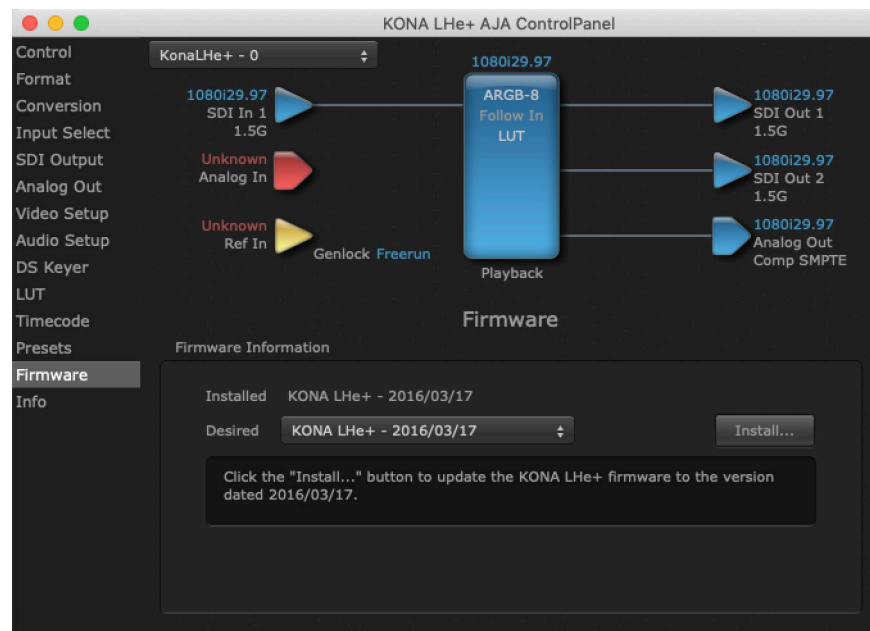 KONA LHe+ AJA ControlPanel
Control
Format
Conversion
Input Select
SDI Output
Analog Out
Video Setup
Audio Setup
DS Keyer
LUT
Timecode
Presets
Firmware
Info
KonaLHe+ - 0
1080i29.97
SDI In 1
1.5G
Unknown
Analog In
Unknown
Ref In
Genlock Freerun
1080i29.97
ARGB-8
Follow In
LUT
Playback
1080i29.97
SDI Out 1
1.5G
1080i29.97
SDI Out 2
1.5G
1080i29.97
Analog Out
Comp SMPTE
Firmware
Firmware Information
Installed KONA LHe+ - 2016/03/17
Desired KONA LHe+ - 2016/03/17
Install...
Click the "Install..." button to update the KONA LHe+ firmware to the version
dated 2016/03/17.